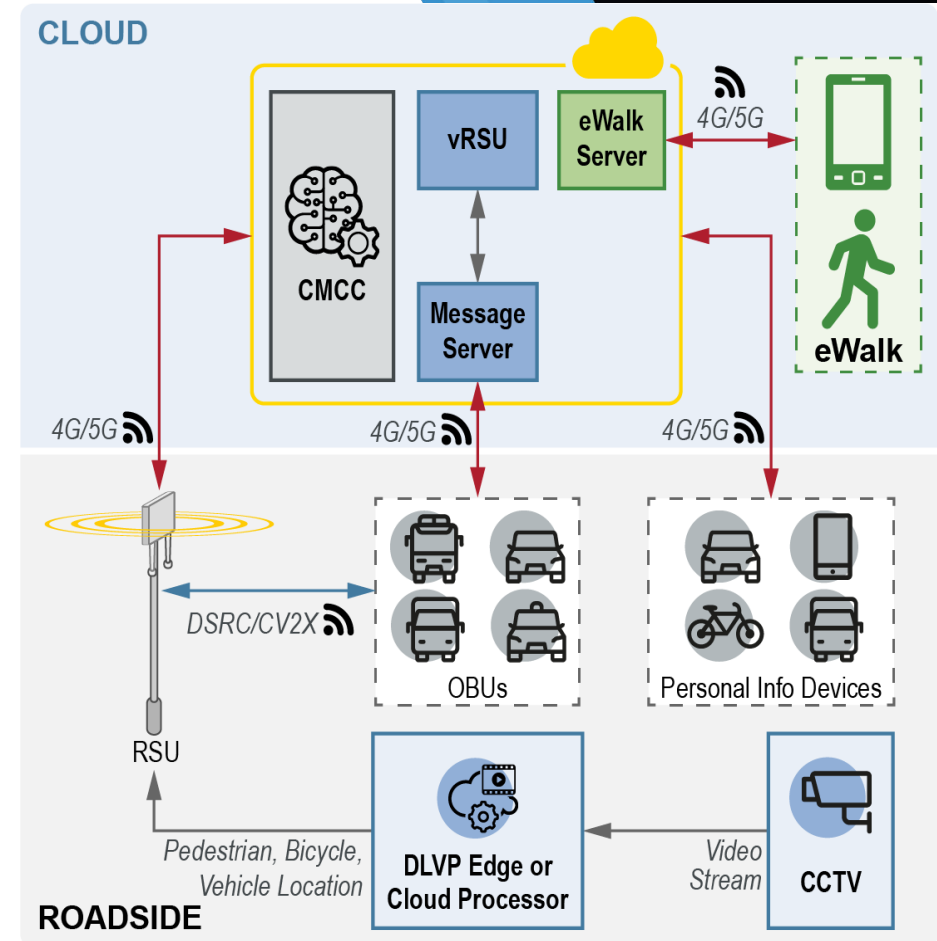 CLOUD
vRSU
eWalk
Server
4G/5G
CMCC
Message
Server
eWalk
4G/5G
4G/5G
4G/5G
DSRC/CV2X
OBUs
Personal Info Devices
RSU
Pedestrian, Bicycle,
Vehicle Location
DLVP Edge or
Cloud Processor
Video
Stream
CCTV
ROADSIDE